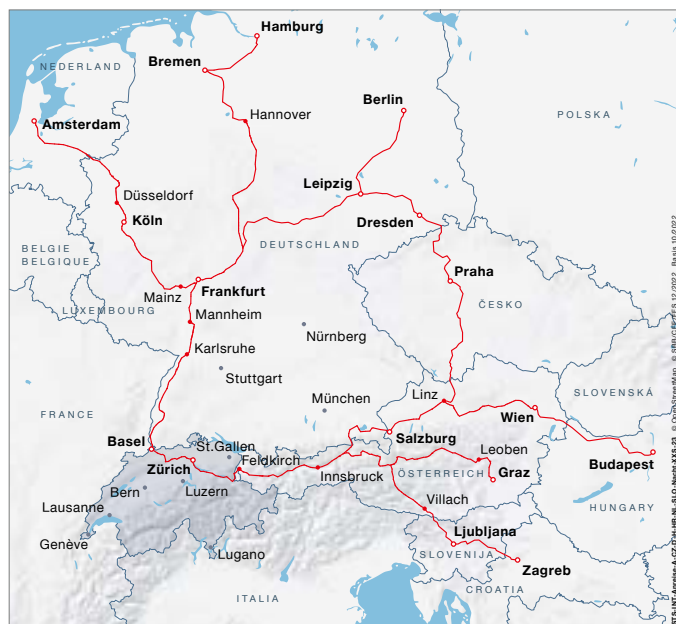 Hamburg
NEDERLAND
Bremen
Berlin
Hannover
POLSKA
Amsterdam
Düsseldorf
Leipzig
Köln
Dresden
DEUTSCHLAND
BELGIE
BELGIQUE
Praha
Frankfurt
Mainz
ČESKO
LUXEMBOURG
Mannheim
Nürnberg
Karlsruhe
Stuttgart
SLOVENSKÁ
Linz
München
FRANCE
Wien
Basel
St.Gallen
Salzburg
Leoben
Zürich
Feldkirch
Budapest
Innsbruck
ÖSTERREICH
Graz
Bern
Luzern
Villach
Lausanne
HUNGARY
Genève
Ljubljana
Lugano
SLOVENIJA
Zagreb
CROATIA
ITALIA